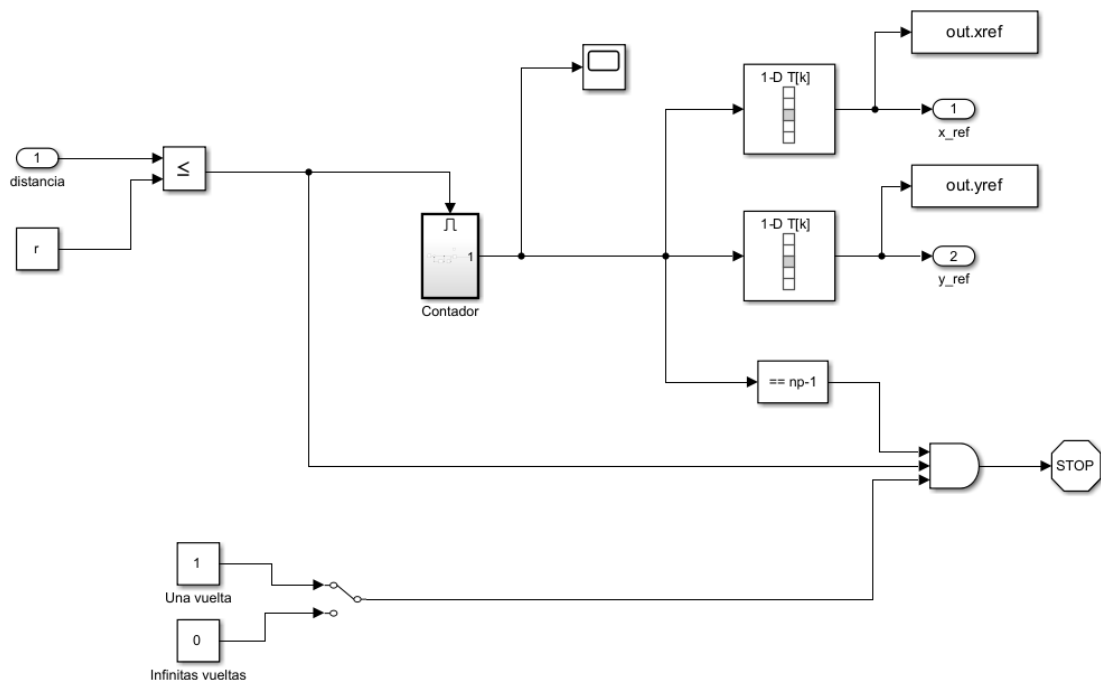 out.xref
1-D T[k]
1
x_ref
1
distancia
≤
out.yref
r
1-D T[k]
1
2
y_ref
Contador
== np-1
STOP
1
Una vuelta
0
Infinitas vueltas